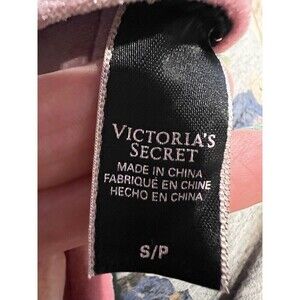 VICTORIA'S
SECRET
MADE IN CHINA
FABRIQUÉ EN CHINE
HECHO EN CHINA
S/P